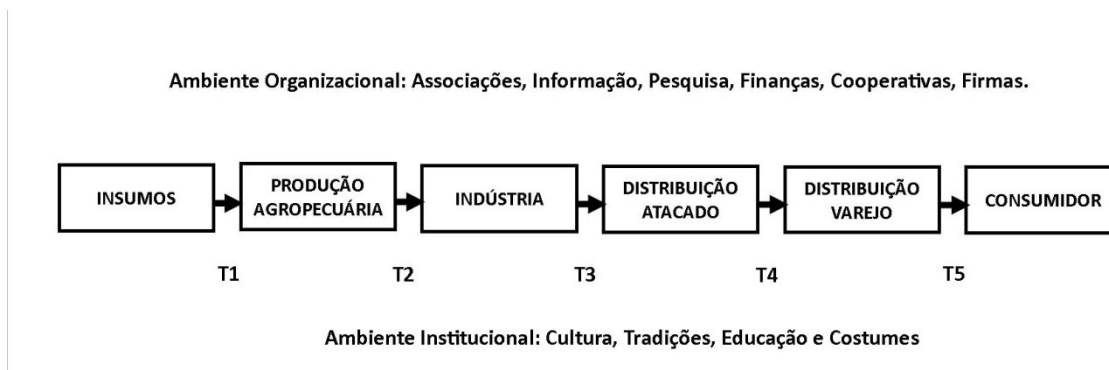 Ambiente Organizacional: Associações, Informação, Pesquisa, Finanças, Cooperativas, Firmas.
INSUMOS
PRODUÇÃO
AGROPECUÁRIA
INDÚSTRIA
DISTRIBUIÇÃO
ATACADO
DISTRIBUIÇÃO
VAREJO
CONSUMIDOR
T1
T2
T3
T4
T5
Ambiente Institucional: Cultura, Tradições, Educação e Costumes